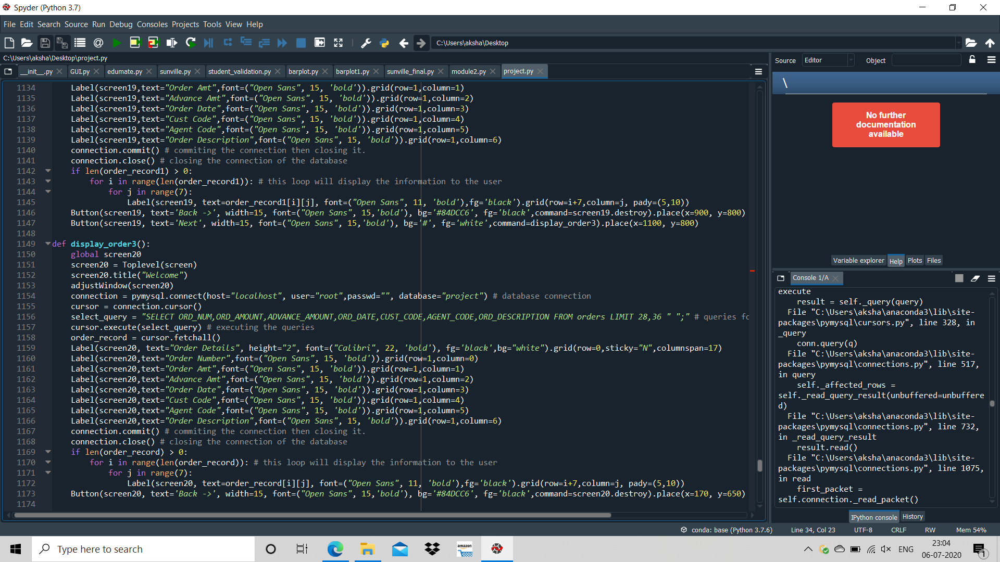 Spyder (Python 3.7)
File Edit Search Source Run Debug Consoles Projects Tools View Help
C:\Users\aksha\Desktop
C:\Users\aksha\Desktop\project.py
__init__.py GUI.py edumate.py sunville.py student_validation.py barplot.py barplot1.py sunville_final.py module2.py project.py
1134 Label(screen19,text="Order Amt",font=("Open Sans", 15, 'bold')).grid(row=1,column=1)
1135 Label(screen19,text="Advance Amt",font=("Open Sans", 15, 'bold')).grid(row=1,column=2)
1136 Label(screen19,text="Order Date",font=("Open Sans", 15, 'bold')).grid(row=1,column=3)
1137 Label(screen19,text="Cust Code",font=("Open Sans", 15, 'bold')).grid(row=1,column=4)
1138 Label(screen19,text="Agent Code",font=("Open Sans", 15, 'bold')).grid(row=1,column=5)
1139 Label(screen19,text="Order Description",font=("Open Sans", 15, 'bold')).grid(row=1,column=6)
1140 connection.commit() # commiting the connection then closing it.
1141 connection.close() # closing the connection of the database
1142 if len(order_record1) > 0:
1143 for i in range(len(order_record1)): # this loop will display the information to the user
1144 for j in range(7):
1145 Label(screen19, text=order_record1[i][j], font=("Open Sans", 11, 'bold'),fg='black').grid(row=i+7,column=j, pady=(5,10))
1146 Button(screen19, text='Back ->', width=15, font=("Open Sans", 15,'bold'), bg='#84DCC6', fg='black',command=screen19.destroy).place(x=900, y=800)
1147 Button(screen19, text='Next', width=15, font=("Open Sans", 15,'bold'), bg='#', fg='white',command=display_order3).place(x=1100, y=800)
1148
1149 def display_order3():
1150 global screen20
1151 screen20 = Toplevel(screen)
1152 screen20.title("Welcome")
1153 adjustWindow(screen20)
1154 connection = pymysql.connect(host="localhost", user="root",passwd="", database="project") # database connection
1155 cursor = connection.cursor()
1156 select_query = "SELECT ORD_NUM,ORD_AMOUNT,ADVANCE_AMOUNT,ORD_DATE,CUST_CODE,AGENT_CODE,ORD_DESCRIPTION FROM orders LIMIT 28,36 " ";" # queries fo
1157 cursor.execute(select_query) # executing the queries
1158 order_record = cursor.fetchall()
1159 Label(screen20, text="Order Details", height="2", font=("Calibri", 22, 'bold'), fg='black',bg="white").grid(row=0,sticky="N",columnspan=17)
1160 Label(screen20,text="Order Number",font=("Open Sans", 15, 'bold')).grid(row=1,column=0)
1161 Label(screen20,text="Order Amt",font=("Open Sans", 15, 'bold')).grid(row=1,column=1)
1162 Label(screen20,text="Advance Amt",font=("Open Sans", 15, 'bold')).grid(row=1,column=2)
1163 Label(screen20,text="Order Date",font=("Open Sans", 15, 'bold')).grid(row=1,column=3)
1164 Label(screen20,text="Cust Code",font=("Open Sans", 15, 'bold')).grid(row=1,column=4)
1165 Label(screen20,text="Agent Code",font=("Open Sans", 15, 'bold')).grid(row=1,column=5)
1166 Label(screen20,text="Order Description",font=("Open Sans", 15, 'bold')).grid(row=1,column=6)
1167 connection.commit() # commiting the connection then closing it.
1168 connection.close() # closing the connection of the database
1169 if len(order_record) > 0:
1170 for i in range(len(order_record)): # this loop will display the information to the user
1171 for j in range(7):
1172 Label(screen20, text=order_record[i][j], font=("Open Sans", 11, 'bold'),fg='black').grid(row=i+7,column=j, pady=(5,10))
1173 Button(screen20, text='Back ->', width=15, font=("Open Sans", 15,'bold'), bg='#84DCC6', fg='black',command=screen20.destroy).place(x=170, y=650)
1174
Source Editor Object
\
No further
documentation
available
Variable explorer Help Plots Files
Console 1/A
execute
result = self._query(query)
File "C:\Users\aksha\anaconda3\lib\site-
packages\pymysql\cursors.py", line 328, in
_query
conn.query(q)
File "C:\Users\aksha\anaconda3\lib\site-
packages\pymysql\connections.py", line 517,
in query
self._affected_rows =
self._read_query_result(unbuffered=unbuffere
d)
File "C:\Users\aksha\anaconda3\lib\site-
packages\pymysql\connections.py", line 732,
in _read_query_result
result.read()
File "C:\Users\aksha\anaconda3\lib\site-
packages\pymysql\connections.py", line 1075,
in read
first_packet =
self.connection._read_packet()
IPython console History
conda: base (Python 3.7.6) Line 34, Col 23 UTF-8 CRLF RW Mem 54%
Type here to search
amazon
ENG
23:04
06-07-2020
1